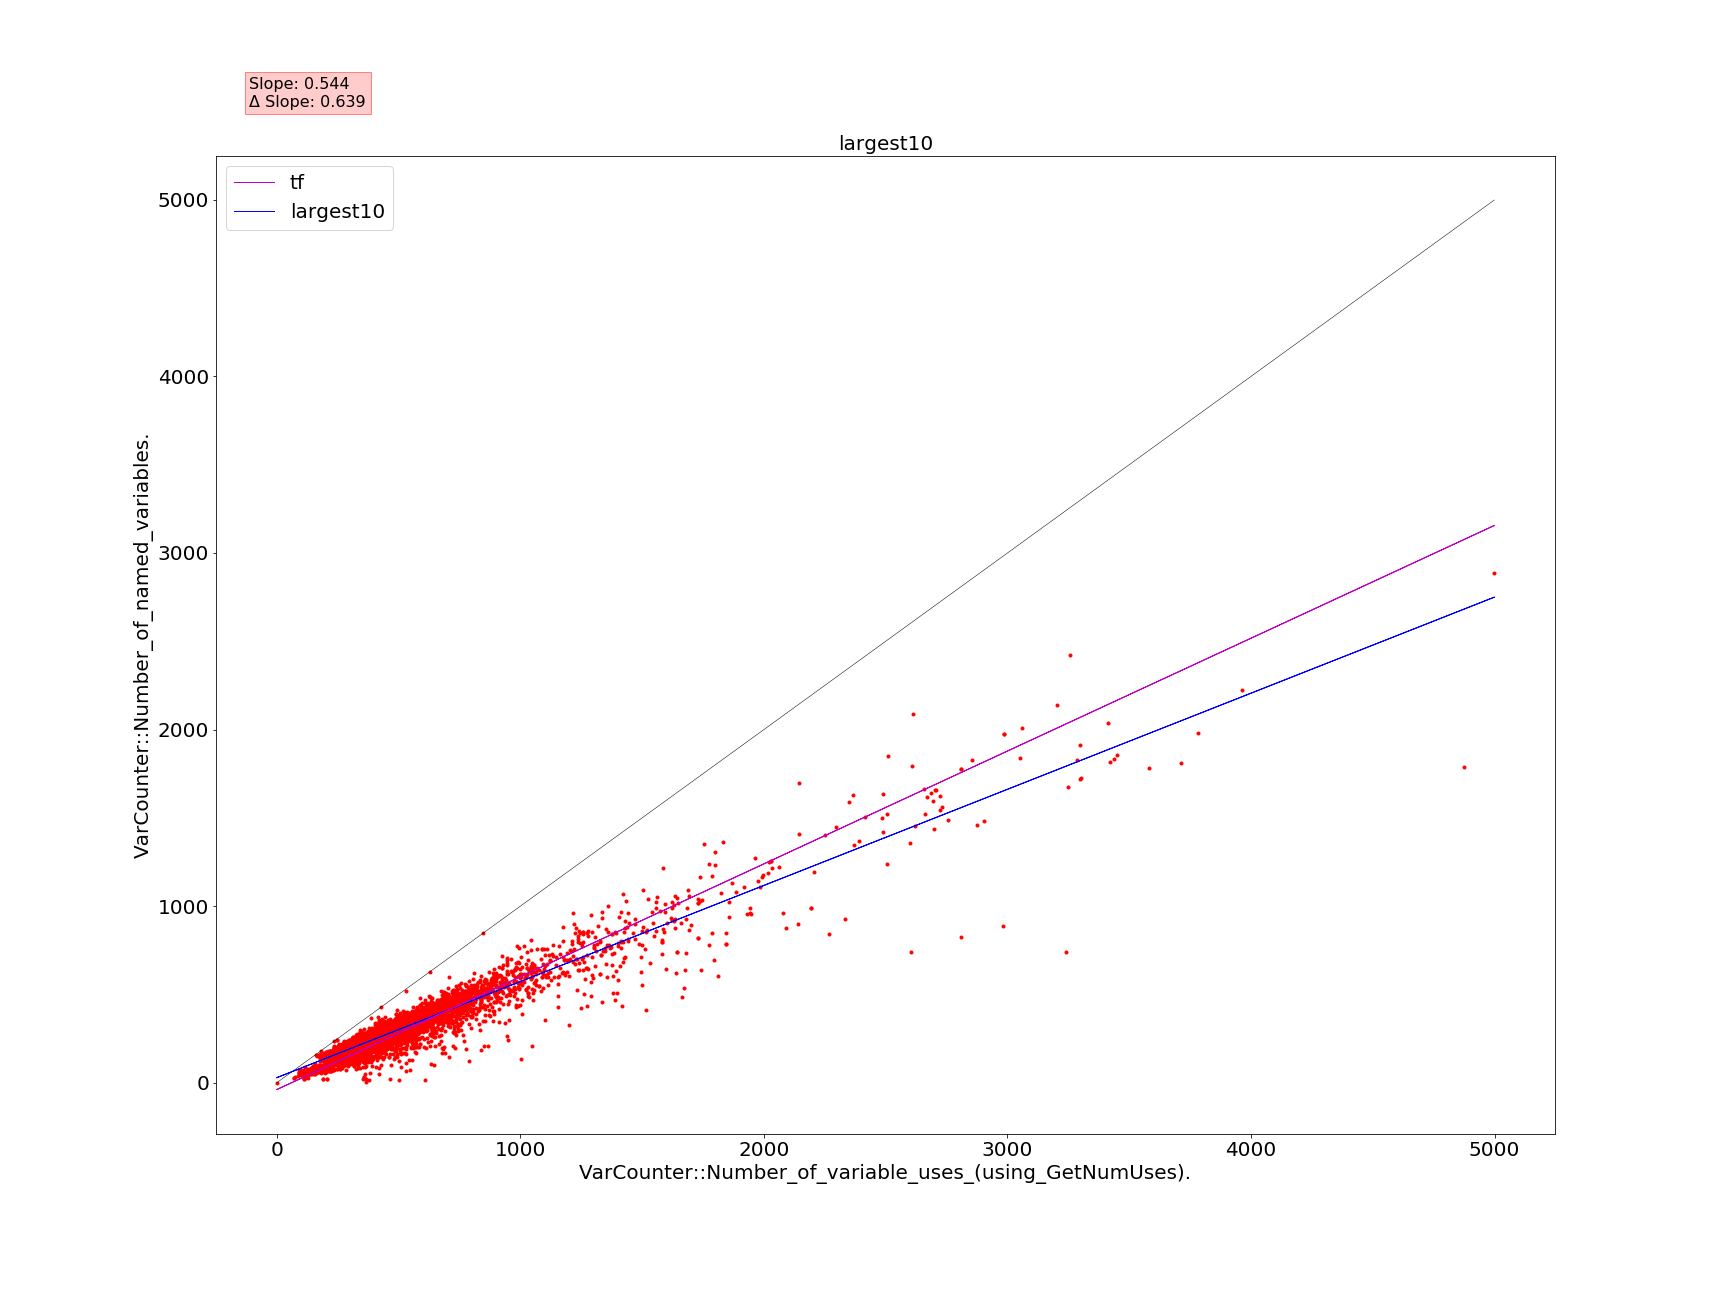 Slope: 0.544
Δ Slope: 0.639
largest10
tf
largest10
5000
4000
3000
2000
1000
0
VarCounter::Number_of_named_variables.
0 1000 2000 3000 4000 5000
VarCounter::Number_of_variable_uses_(using_GetNumUses).